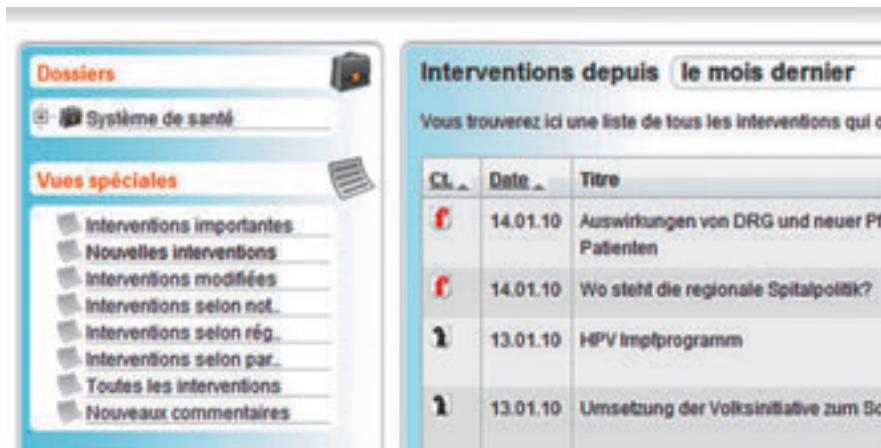 Dossiers
Système de santé
Vues spéciales
Interventions importantes
Nouvelles interventions
Interventions modifiées
Interventions selon not..
Interventions selon rég..
Interventions selon par..
Toutes les interventions
Nouveaux commentaires
Interventions depuis le mois dernier
Vous trouverez ici une liste de tous les interventions qui
Ct. Date Titre
14.01.10 Auswirkungen von DRG und neuer
Patienten
14.01.10 Wo steht die regionale Spitalpolitik?
13.01.10 HPV Impfprogramm
13.01.10 Umsetzung der Volksinitiative zum